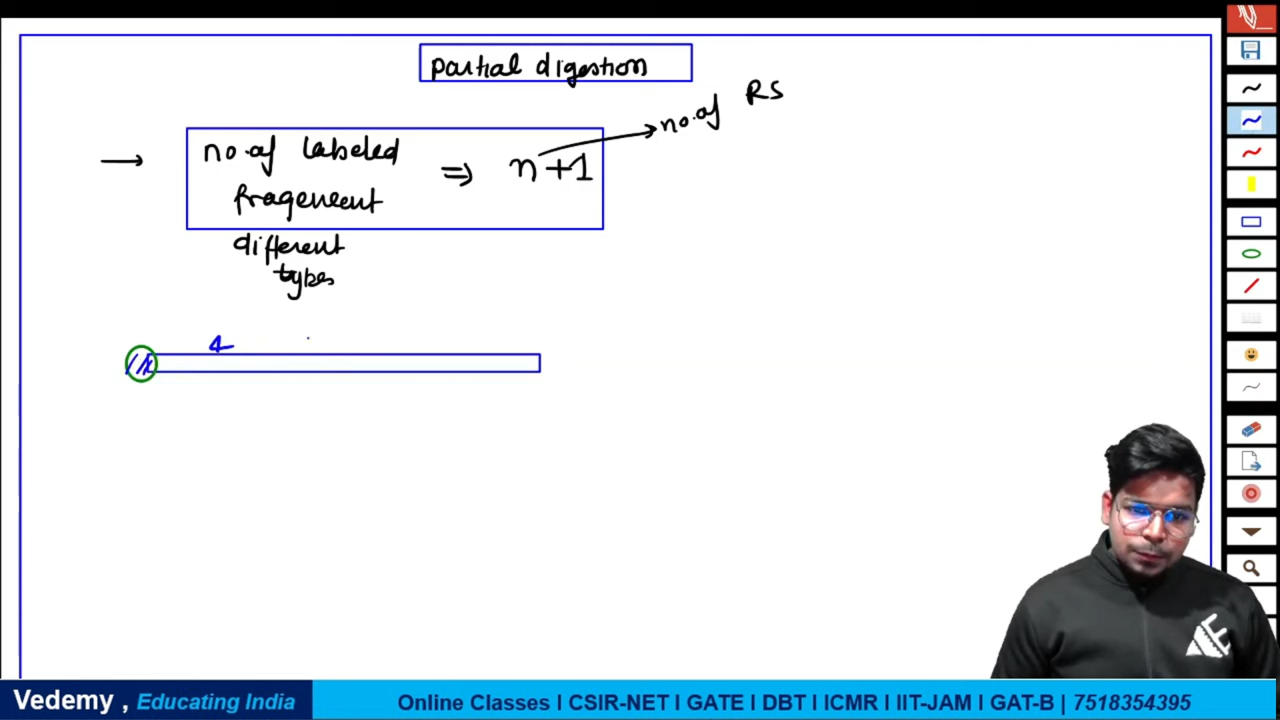 partial digestion
no. of RS
no. of labeled ⇒ n+1
fragement
different
types
4
Vedemy , Educating India
Online Classes I CSIR-NET I GATE I DBT I ICMR I IIT-JAM I GAT-B | 7518354395